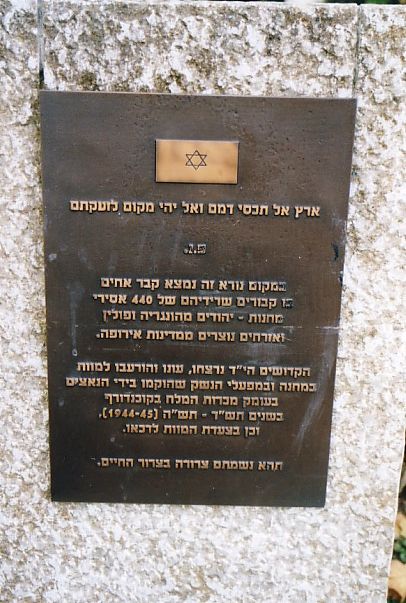 ארץ אל תכסי דמם ואל יהי מקום לזעקתם
פ.נ.
במקום נורא זה נמצא קבר אחים
בו קבורים שרידיהם של 440 אסירי
מחנות - יהודים מהונגריה ופולין
ואזרחים נוצרים ממדינות אירופה.
הקדושים הי"ד נרצחו, עונו והורעבו למוות
במחנה ובמפעלי הנשק שהוקמו בידי הנאצים
בעומק מכרות המלח בקוכנדורף
בשנים תש"ד - תש"ה (1944-45),
וכן בצעדת המוות לדכאו.
תהא נשמתם צרורה בצרור החיים.